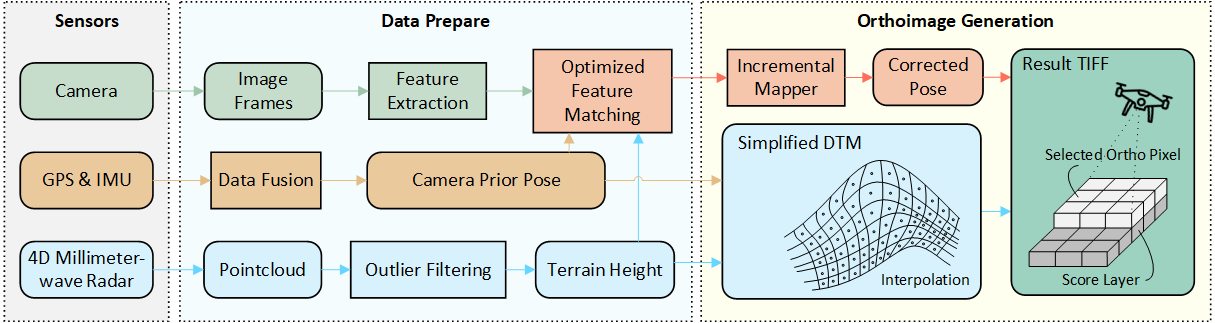 Sensors
Camera
GPS & IMU
4D Millimeter-
wave Radar
Data Prepare
Image
Frames
Feature
Extraction
Optimized
Feature
Matching
Data Fusion
Camera Prior Pose
Pointcloud
Outlier Filtering
Terrain Height
Orthoimage Generation
Incremental
Mapper
Corrected
Pose
Simplified DTM
Interpolation
Result TIFF
Selected Ortho Pixel
Score Layer